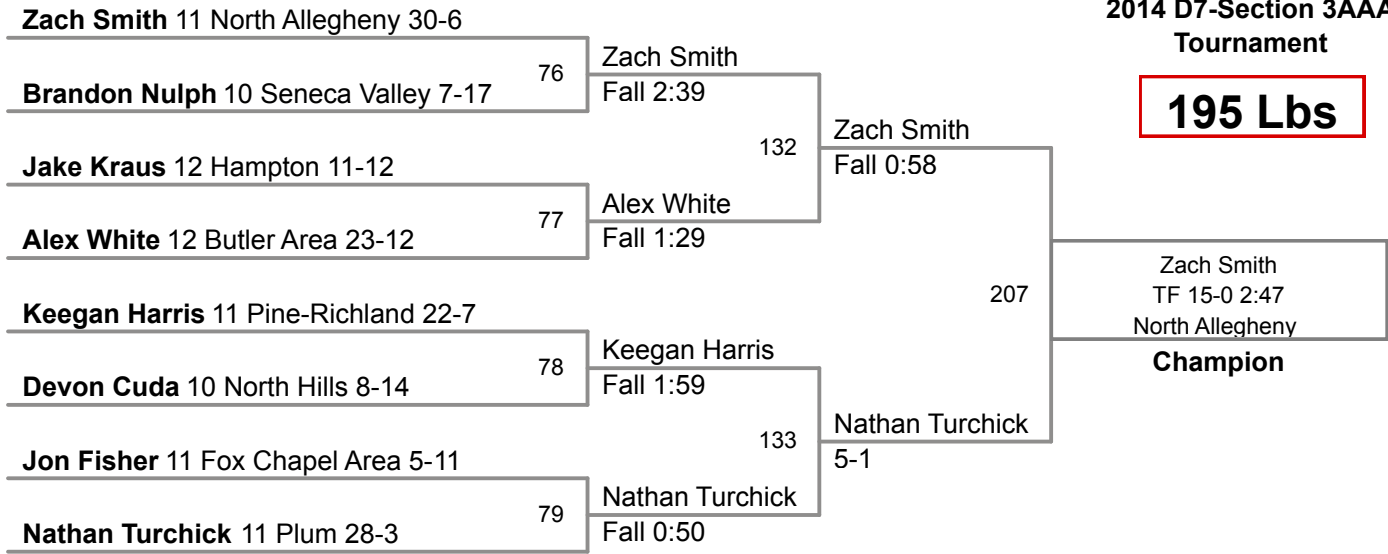 Zach Smith 11 North Allegheny 30-6
2014 D7-Section 3AAA
Tournament
195 Lbs
76
Zach Smith
Fall 2:39
Brandon Nulph 10 Seneca Valley 7-17
132
Zach Smith
Fall 0:58
Jake Kraus 12 Hampton 11-12
77
Alex White
Fall 1:29
Alex White 12 Butler Area 23-12
207
Zach Smith
TF 15-0 2:47
North Allegheny
Champion
Keegan Harris 11 Pine-Richland 22-7
78
Keegan Harris
Fall 1:59
Devon Cuda 10 North Hills 8-14
133
Nathan Turchick
5-1
Jon Fisher 11 Fox Chapel Area 5-11
79
Nathan Turchick
Fall 0:50
Nathan Turchick 11 Plum 28-3